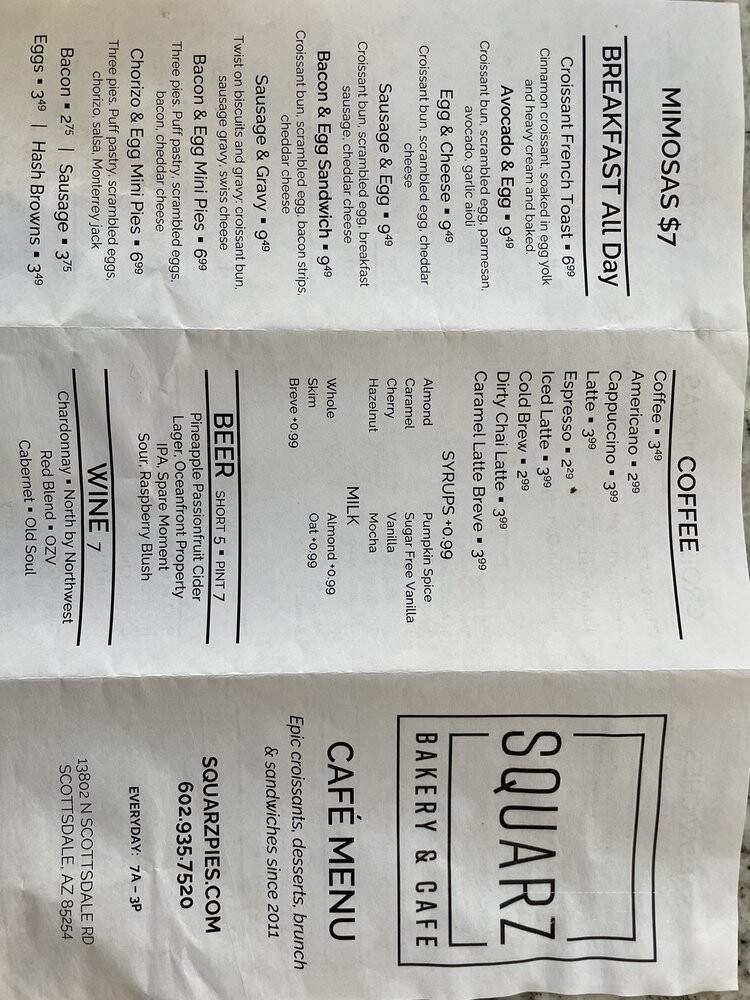 MIMOSAS $7
BREAKFAST All Day
Croissant French Toast ▪ 6⁹⁹
Cinnamon croissant, soaked in egg yolk
and heavy cream and baked.
Avocado & Egg ▪ 9⁴⁹
Croissant bun, scrambled egg, parmesan,
avocado, garlic aioli
Egg & Cheese ▪ 9⁴⁹
Croissant bun, scrambled egg, cheddar
cheese
Sausage & Egg ▪ 9⁴⁹
Croissant bun, scrambled egg, breakfast
sausage, cheddar cheese
Bacon & Egg Sandwich ▪ 9⁴⁹
Croissant bun, scrambled egg, bacon strips,
cheddar cheese
Sausage & Gravy ▪ 9⁴⁹
Twist on biscuits and gravy: croissant bun,
sausage gravy, swiss cheese
Bacon & Egg Mini Pies ▪ 6⁹⁹
Three pies. Puff pastry, scrambled eggs,
bacon, cheddar cheese
Chorizo & Egg Mini Pies ▪ 6⁹⁹
Three pies. Puff pastry, scrambled eggs,
chorizo, salsa, Monterrey jack
Bacon ▪ 2⁷⁵ | Sausage ▪ 3⁷⁵
Eggs ▪ 3⁴⁹ | Hash Browns ▪ 3⁴⁹
COFFEE
Coffee ▪ 3⁴⁹
Americano ▪ 2⁹⁹
Cappuccino ▪ 3⁹⁹
Latte ▪ 3⁹⁹
Espresso ▪ 2²⁹
Iced Latte ▪ 3⁹⁹
Cold Brew ▪ 2⁹⁹
Dirty Chai Latte ▪ 3⁹⁹
Caramel Latte Breve ▪ 3⁹⁹
SYRUPS +0.99
Almond Pumpkin Spice
Caramel Sugar Free Vanilla
Cherry Vanilla
Hazelnut Mocha
MILK
Whole Almond +0.99
Skim Oat +0.99
Breve +0.99
BEER SHORT 5 ▪ PINT 7
Pineapple Passionfruit Cider
Lager, Oceanfront Property
IPA, Spare Moment
Sour, Raspberry Blush
WINE 7
Chardonnay ▪ North by Northwest
Red Blend ▪ OZV
Cabernet ▪ Old Soul
SQUARZ
BAKERY & CAFE
CAFÉ MENU
Epic croissants, desserts, brunch
& sandwiches since 2011
SQUARZPIES.COM
602.935.7520
EVERYDAY: 7A – 3P
13802 N SCOTTSDALE RD
SCOTTSDALE, AZ 85254